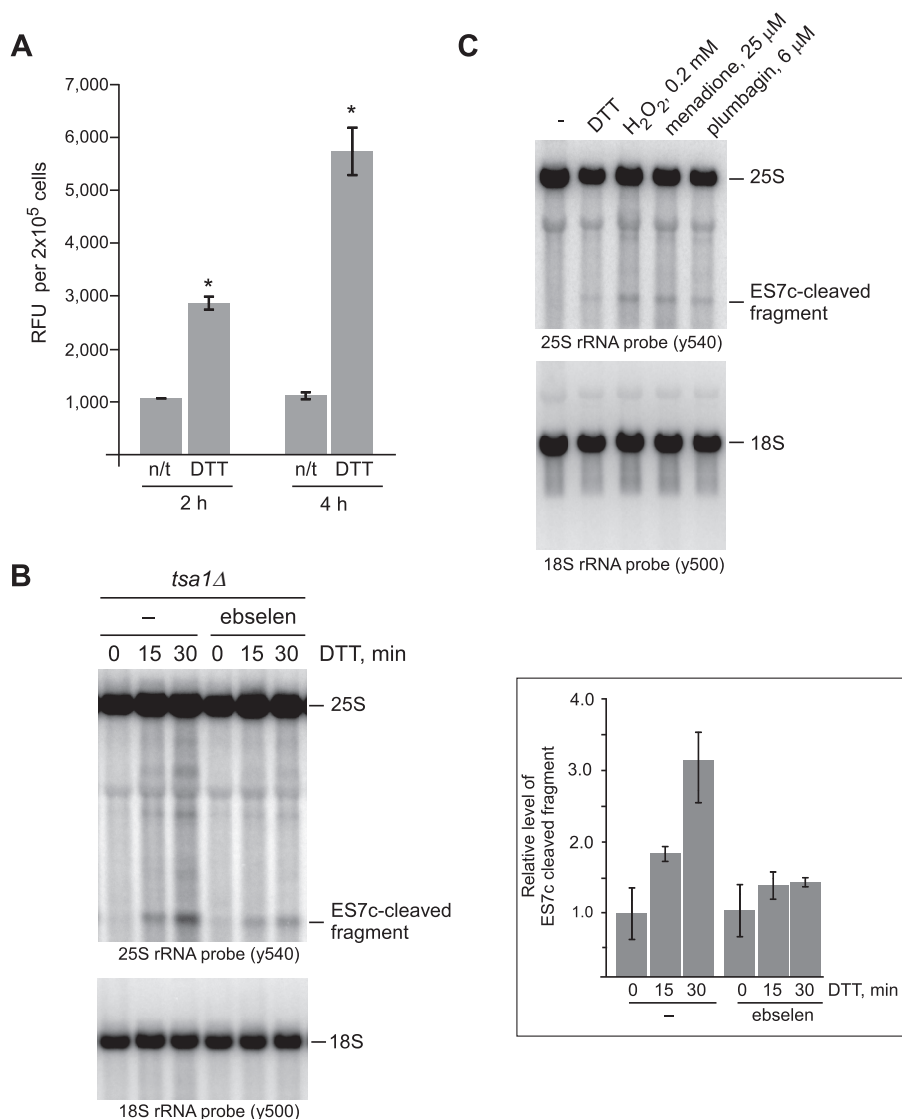 A
7,000
6,000
5,000
4,000
3,000
2,000
1,000
RFU per 2x10⁵ cells
*
*
n/t DTT n/t DTT
2 h 4 h
C
-
DTT
H₂O₂, 0.2 mM
menadione, 25 µM
plumbagin, 6 µM
25S
ES7c-cleaved
fragment
25S rRNA probe (y540)
18S
18S rRNA probe (y500)
B
tsa1Δ
– ebselen
0 15 30 0 15 30 DTT, min
25S
ES7c-cleaved
fragment
25S rRNA probe (y540)
18S
18S rRNA probe (y500)
4.0
3.0
2.0
1.0
Relative level of
ES7c cleaved fragment
0 15 30 0 15 30 DTT, min
– ebselen